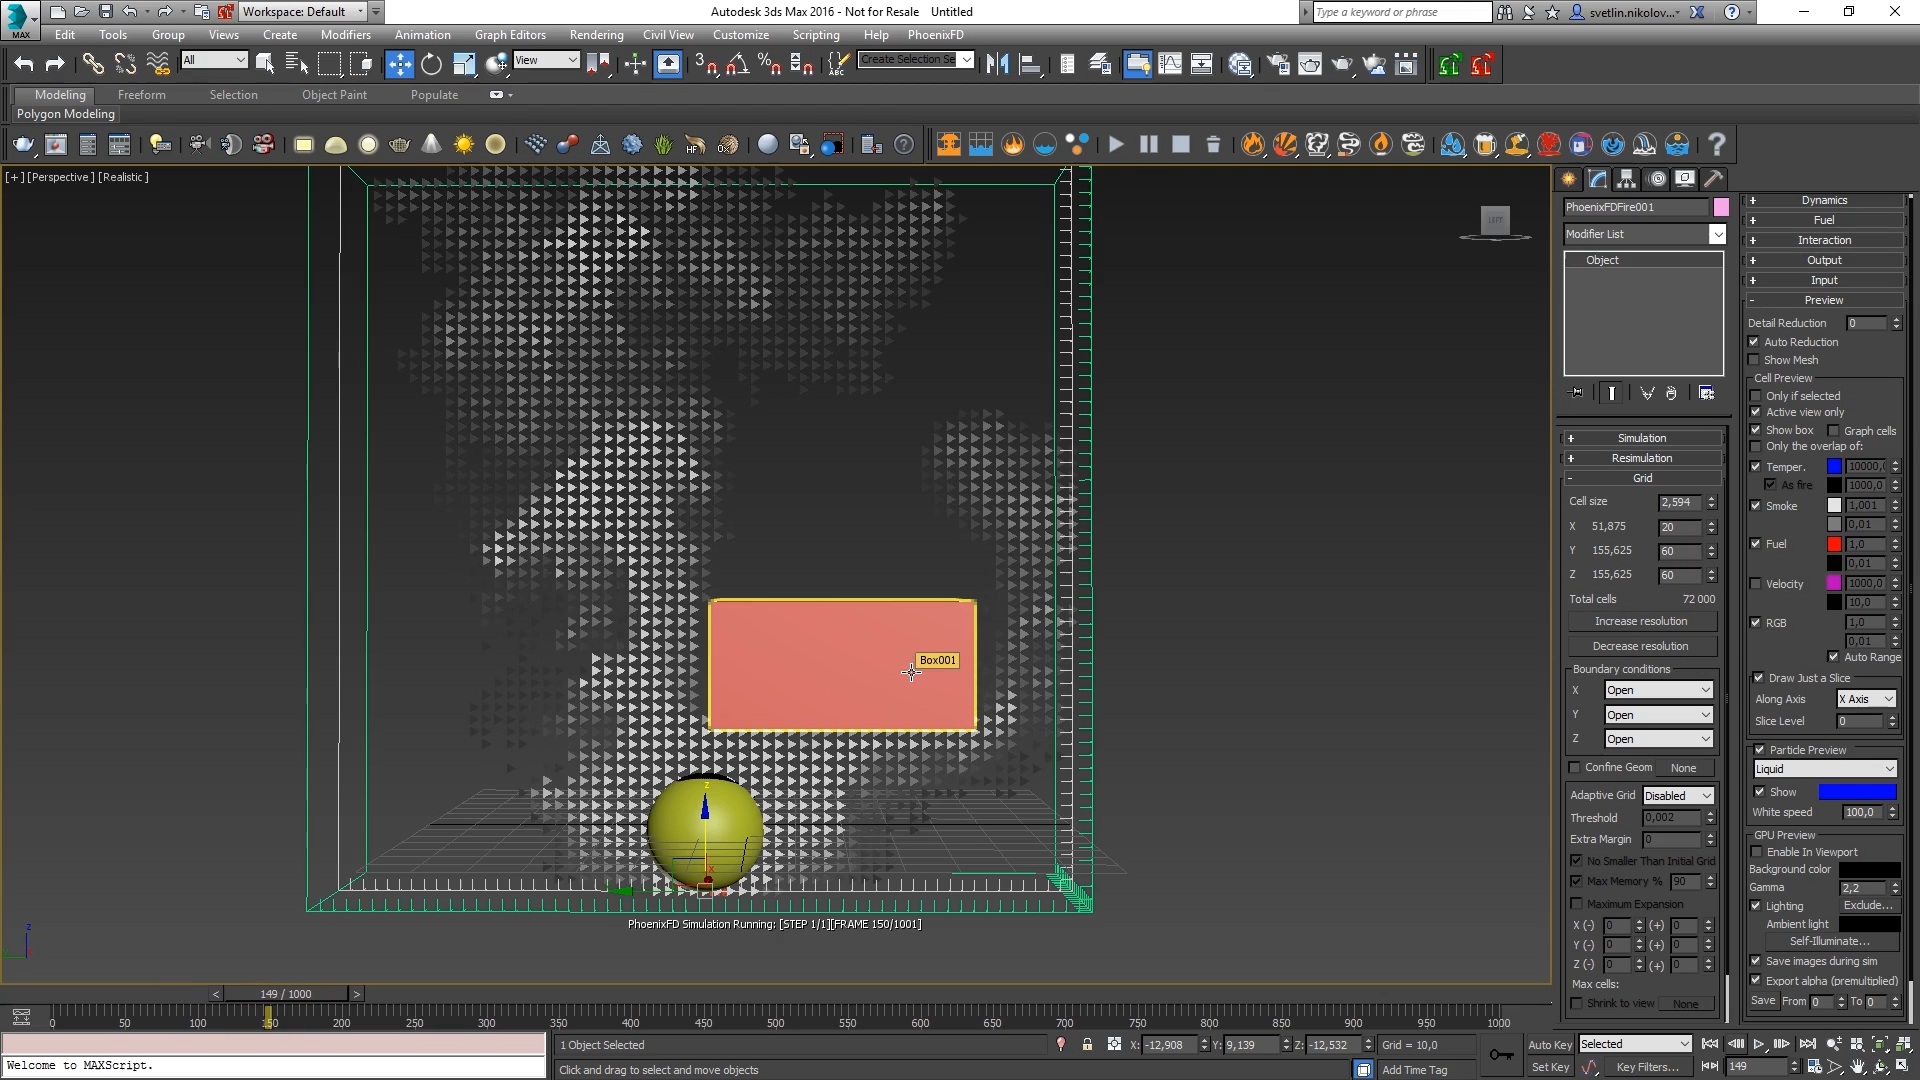 MAX
Workspace: Default
Autodesk 3ds Max 2016 - Not for Resale    Untitled
Type a keyword or phrase
svetlin.nikolov...
Edit Tools Group Views Create Modifiers Animation Graph Editors Rendering Civil View Customize Scripting Help PhoenixFD
All
View
Create Selection Se
Modeling Freeform Selection Object Paint Populate
Polygon Modeling
[+] [Perspective ] [Realistic ]
LEFT
Box001
z
x
PhoenixFD Simulation Running: [STEP 1/1][FRAME 150/1001]
z
PhoenixFDFire001
Modifier List
Object
+ Simulation
+ Resimulation
- Grid
Cell size 2,594
X 51,875 20
Y 155,625 60
Z 155,625 60
Total cells 72 000
Increase resolution
Decrease resolution
Boundary conditions
X Open
Y Open
Z Open
Confine Geom None
Adaptive Grid Disabled
Threshold 0,002
Extra Margin 0
No Smaller Than Initial Grid
Max Memory % 90
Maximum Expansion
X (-) 0 (+) 0
Y (-) 0 (+) 0
Z (-) 0 (+) 0
Max cells:
Shrink to view None
+ Dynamics
+ Fuel
+ Interaction
+ Output
+ Input
- Preview
Detail Reduction 0
Auto Reduction
Show Mesh
Cell Preview
Only if selected
Active view only
Show box Graph cells
Only the overlap of:
Temper. 10000,
As fire 1000,0
Smoke 1,001
0,01
Fuel 1,0
0,01
Velocity 1000,0
10,0
RGB 1,0
0,01
Auto Range
Draw Just a Slice
Along Axis X Axis
Slice Level 0
Particle Preview
Liquid
Show
White speed 100,0
GPU Preview
Enable In Viewport
Background color
Gamma 2,2
Lighting Exclude...
Ambient light
Self-Illuminate...
Save images during sim
Export alpha (premultiplied)
Save From 0 To 0
< 149 / 1000 >
0 50 100 150 200 250 300 350 400 450 500 550 600 650 700 750 800 850 900 950 1000
1 Object Selected
X: -12,908 Y: 9,139 Z: -12,532 Grid = 10,0
Auto Key Selected
Welcome to MAXScript.
Click and drag to select and move objects
Add Time Tag
Set Key Key Filters...
149